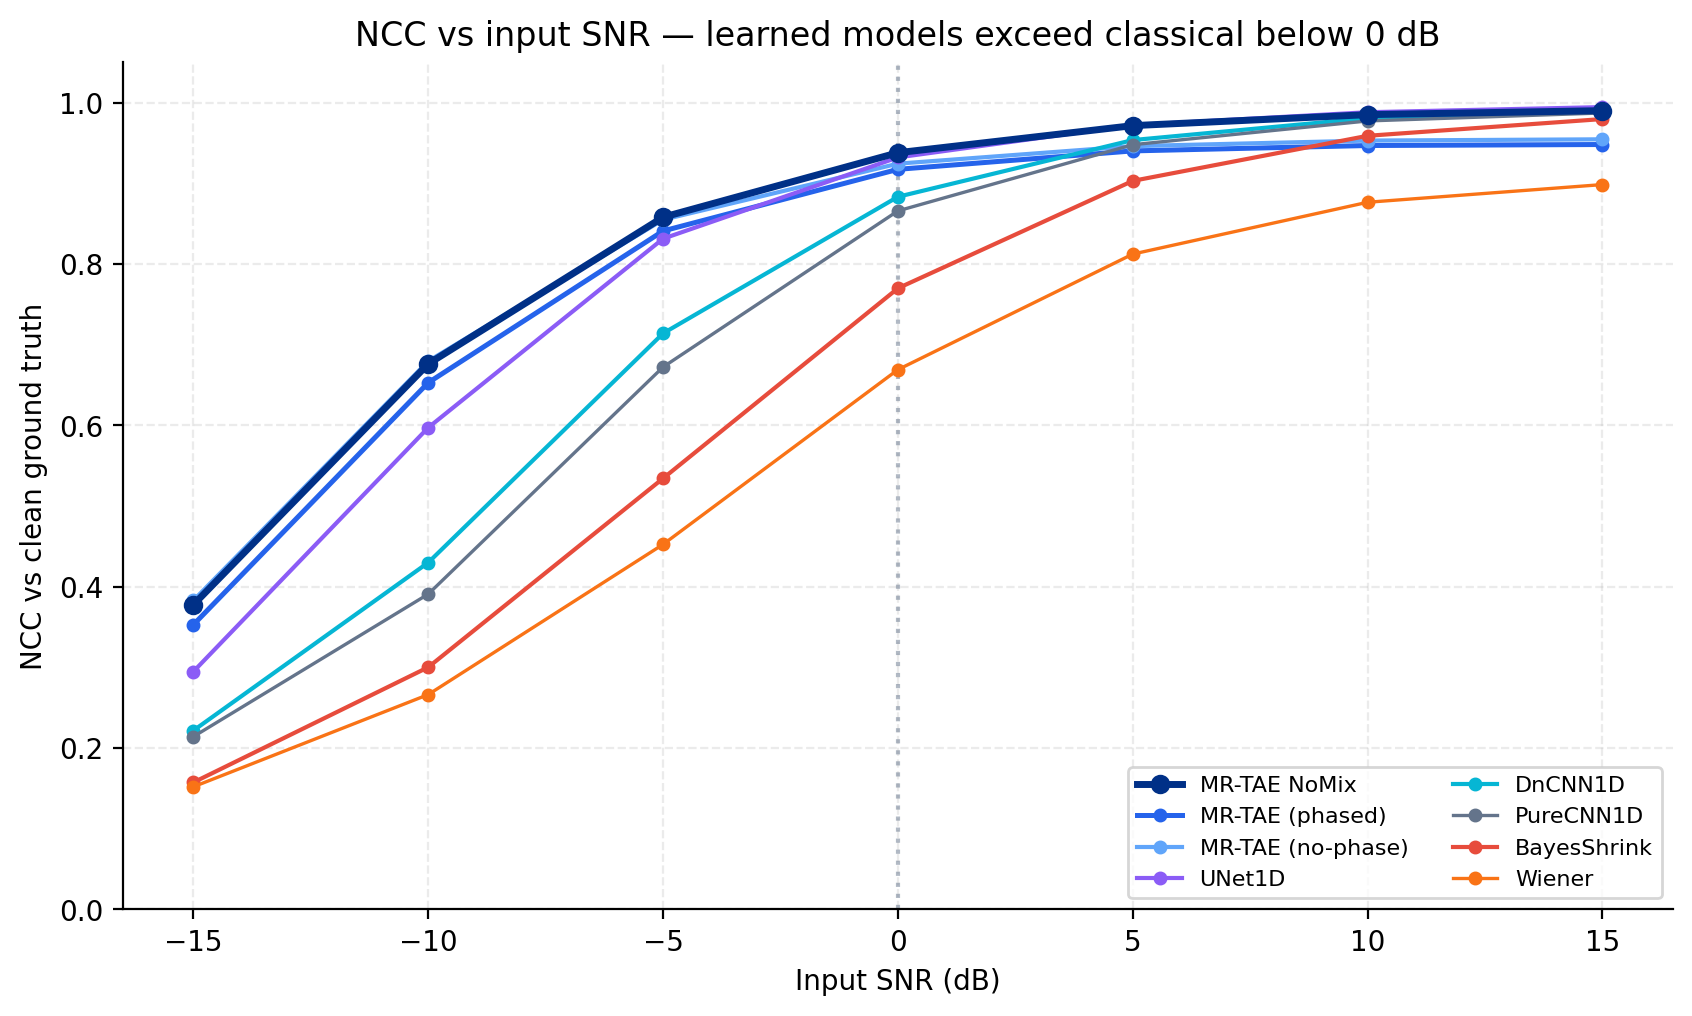 NCC vs input SNR — learned models exceed classical below 0 dB
NCC vs clean ground truth
1.0
0.8
0.6
0.4
0.2
0.0
−15
−10
−5
0
5
10
15
Input SNR (dB)
MR-TAE NoMix
MR-TAE (phased)
MR-TAE (no-phase)
UNet1D
DnCNN1D
PureCNN1D
BayesShrink
Wiener